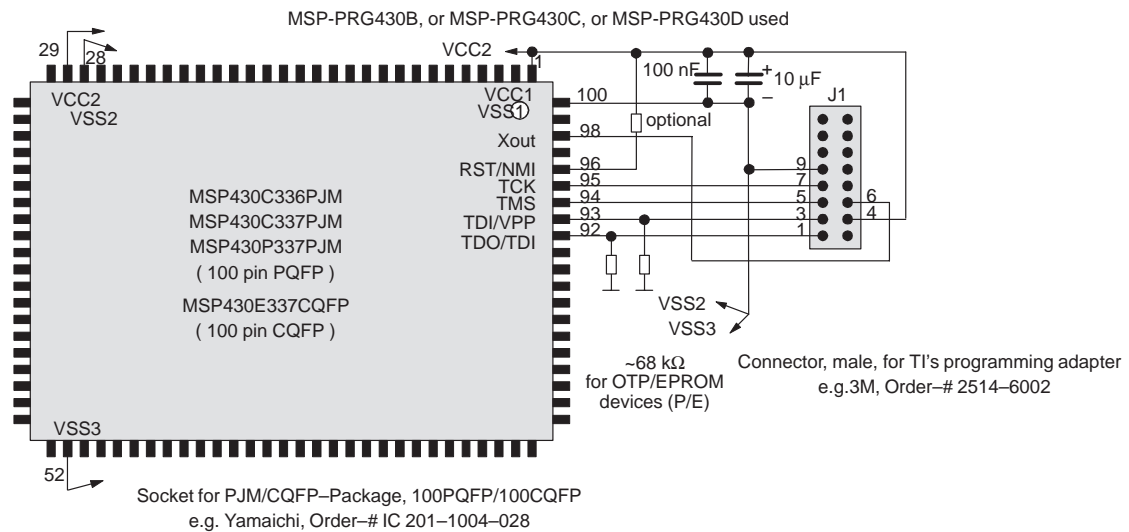 MSP-PRG430B, or MSP-PRG430C, or MSP-PRG430D used
29
28
VCC2
1
100 nF
+
10 μF
–
J1
VCC2
VSS2
VCC1
VSS1
100
optional
Xout
98
RST/NMI
96
9
TCK
95
7
TMS
94
5
6
TDI/VPP
93
3
4
TDO/TDI
92
1
MSP430C336PJM
MSP430C337PJM
MSP430P337PJM
( 100 pin PQFP )
MSP430E337CQFP
( 100 pin CQFP )
VSS2
VSS3
~68 kΩ
for OTP/EPROM
devices (P/E)
Connector, male, for TI's programming adapter
e.g.3M, Order–# 2514–6002
VSS3
52
Socket for PJM/CQFP–Package, 100PQFP/100CQFP
e.g. Yamaichi, Order–# IC 201–1004–028